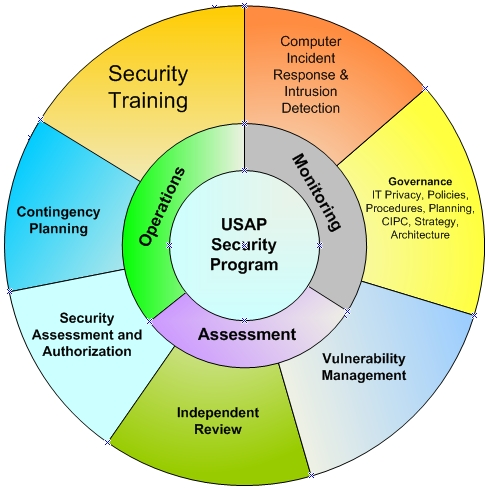 Security
Training
Computer
Incident
Response &
Intrusion
Detection
Governance
IT Privacy, Policies,
Procedures, Planning,
CIPC, Strategy,
Architecture
Vulnerability
Management
Independent
Review
Security
Assessment and
Authorization
Contingency
Planning
Operations
Monitoring
Assessment
USAP
Security
Program